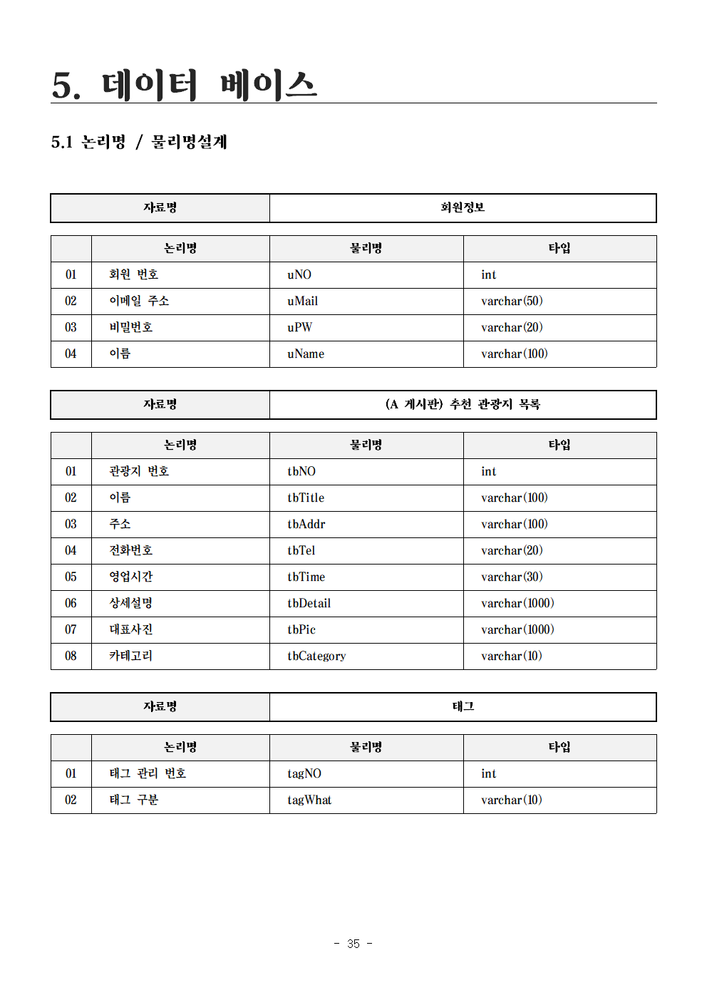 5. 데이터 베이스
5.1 논리명 / 물리명설계
자료명 회원정보
논리명 물리명 타입
01 회원 번호 uNO int
02 이메일 주소 uMail varchar(50)
03 비밀번호 uPW varchar(20)
04 이름 uName varchar(100)
자료명 (A 게시판) 추천 관광지 목록
논리명 물리명 타입
01 관광지 번호 tbNO int
02 이름 tbTitle varchar(100)
03 주소 tbAddr varchar(100)
04 전화번호 tbTel varchar(20)
05 영업시간 tbTime varchar(30)
06 상세설명 tbDetail varchar(1000)
07 대표사진 tbPic varchar(1000)
08 카테고리 tbCategory varchar(10)
자료명 태그
논리명 물리명 타입
01 태그 관리 번호 tagNO int
02 태그 구분 tagWhat varchar(10)
- 35 -